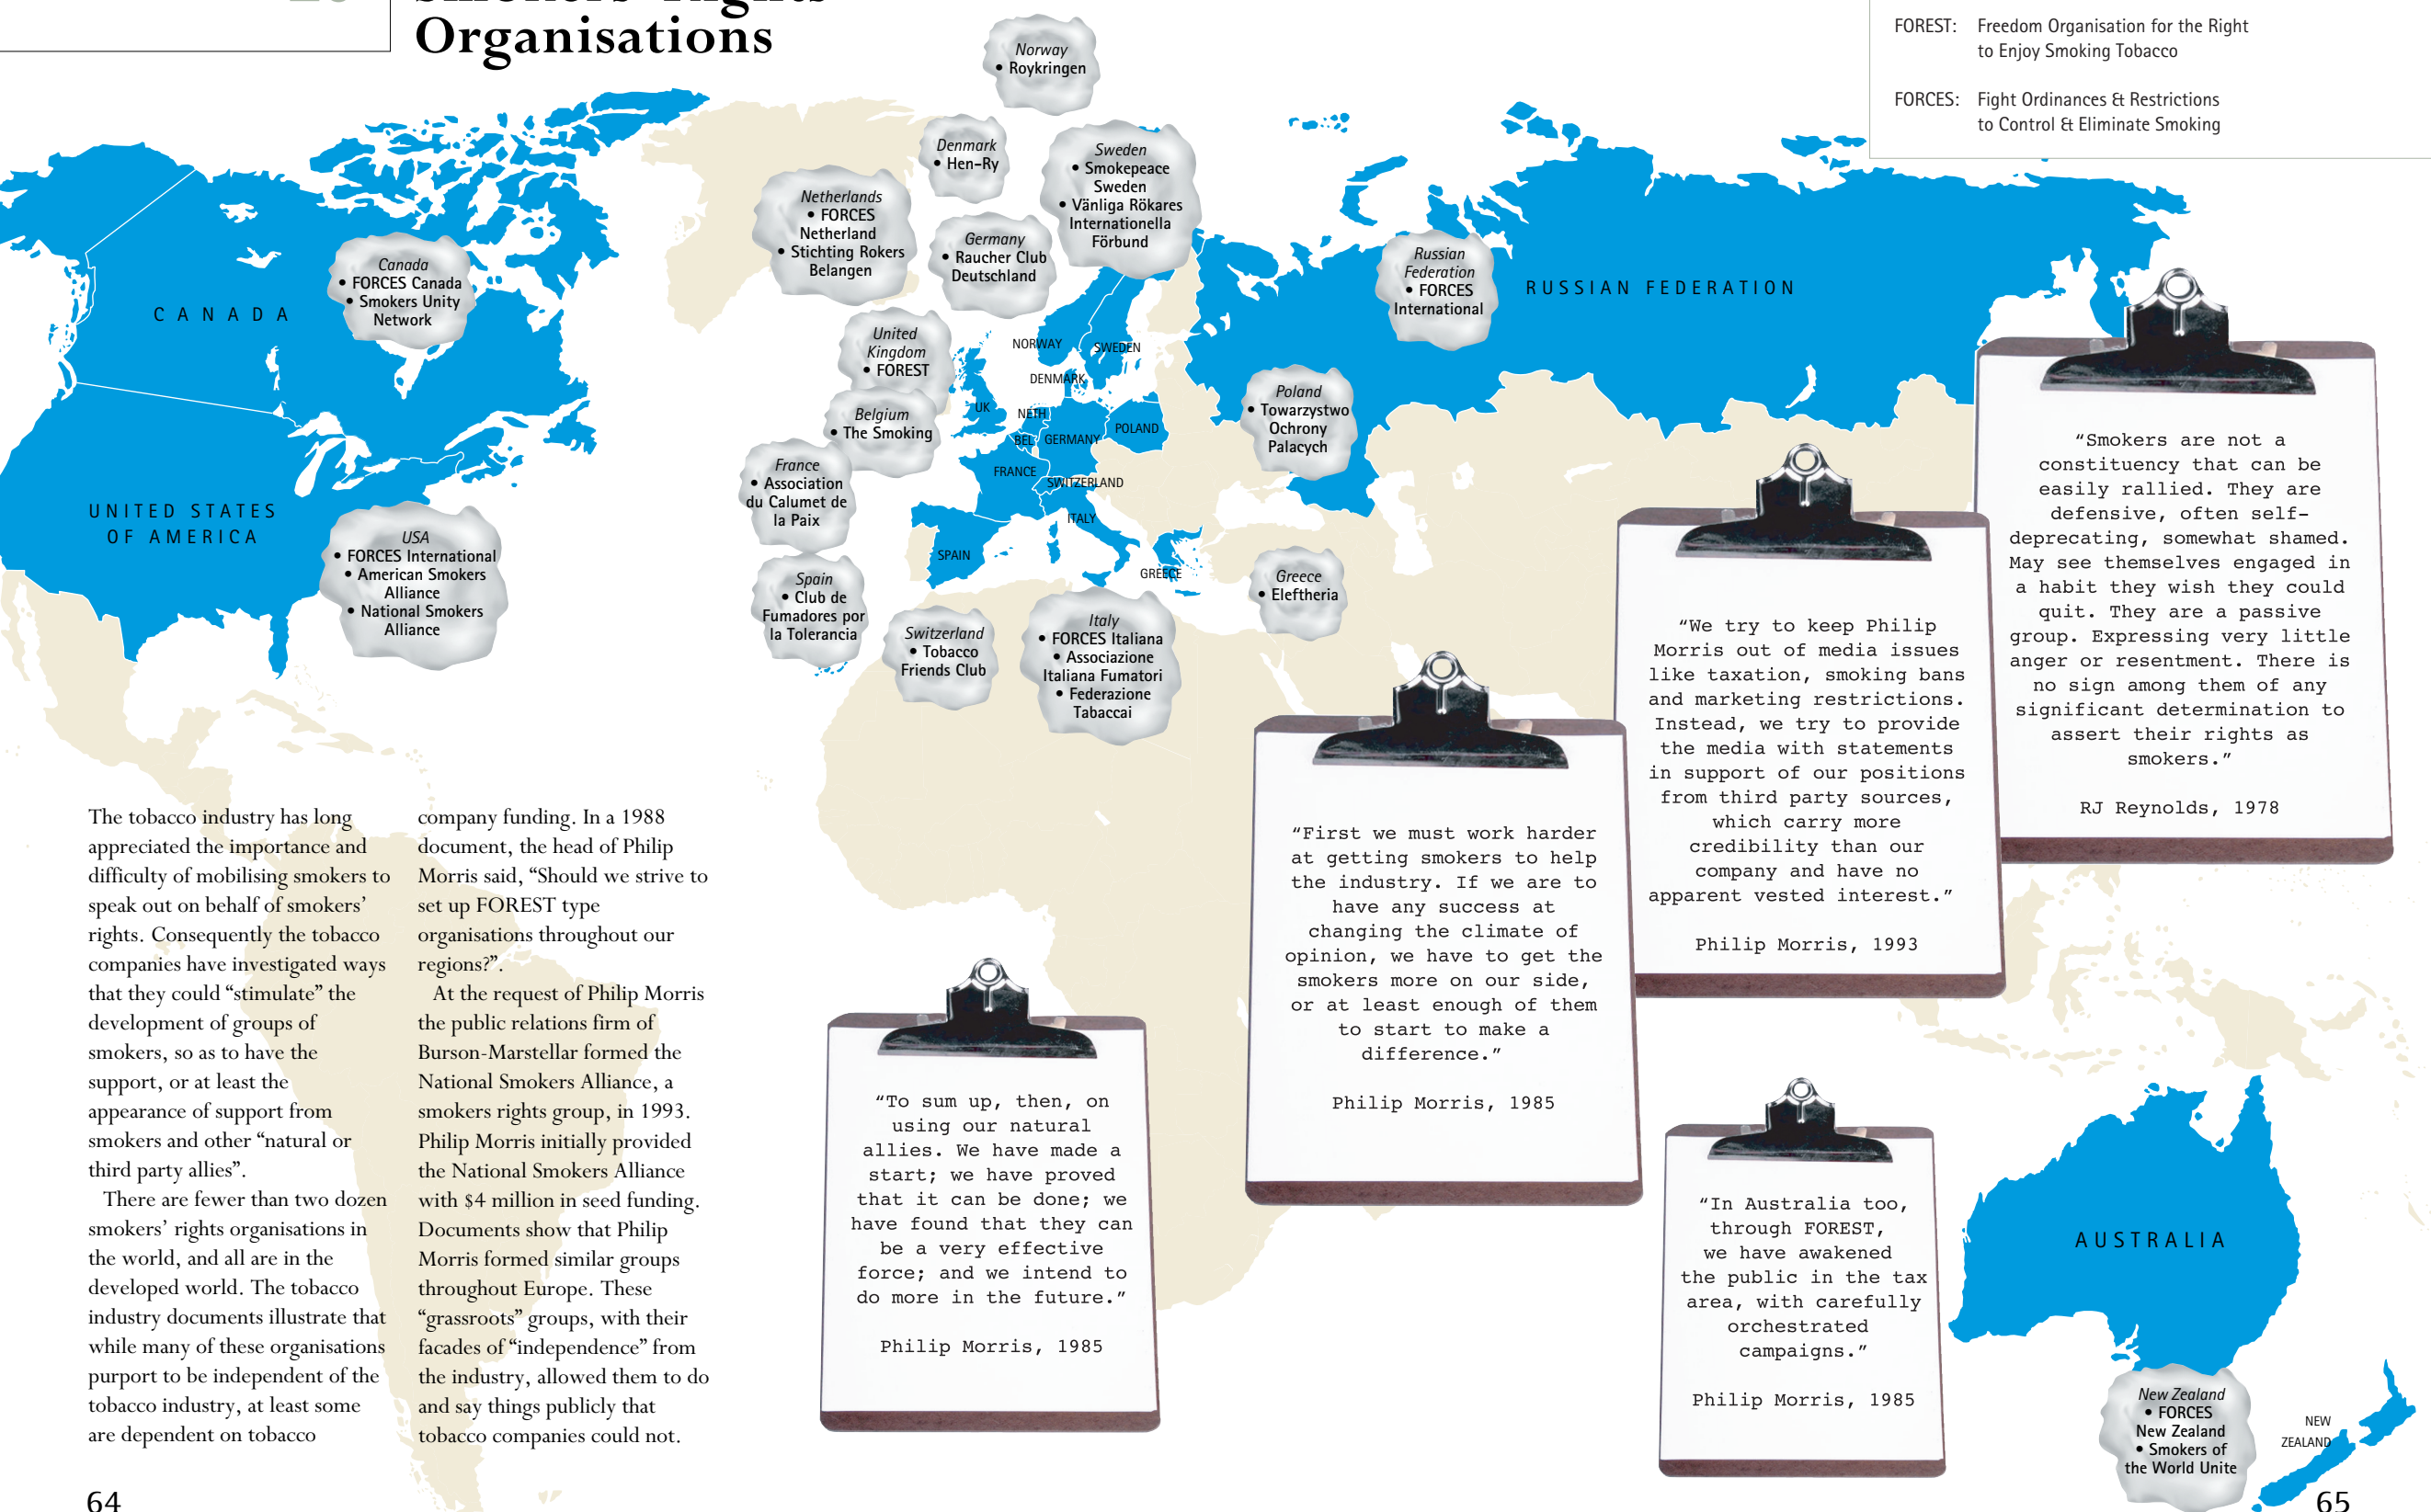 Smokers' Rights
Organisations
FOREST: Freedom Organisation for the Right
to Enjoy Smoking Tobacco
FORCES: Fight Ordinances & Restrictions
to Control & Eliminate Smoking
Norway
• Roykringen
Denmark
• Hen-Ry
Sweden
• Smokepeace
Sweden
• Vänliga Rökares
Internationella
Förbund
Netherlands
• FORCES
Netherland
• Stichting Rokers
Belangen
Germany
• Raucher Club
Deutschland
Canada
• FORCES Canada
• Smokers Unity
Network
Russian
Federation
• FORCES
International
United
Kingdom
• FOREST
Belgium
• The Smoking
France
• Association
du Calumet de
la Paix
Poland
• Towarzystwo
Ochrony
Palacych
USA
• FORCES International
• American Smokers
Alliance
• National Smokers
Alliance
Spain
• Club de
Fumadores por
la Tolerancia
Switzerland
• Tobacco
Friends Club
Italy
• FORCES Italiana
• Associazione
Italiana Fumatori
• Federazione
Tabaccai
Greece
• Eleftheria
New Zealand
• FORCES
New Zealand
• Smokers of
the World Unite
CANADA
UNITED STATES
OF AMERICA
RUSSIAN FEDERATION
NORWAY
SWEDEN
DENMARK
UK
NETH
BEL
GERMANY
POLAND
FRANCE
SWITZERLAND
ITALY
SPAIN
GREECE
AUSTRALIA
NEW
ZEALAND
The tobacco industry has long
appreciated the importance and
difficulty of mobilising smokers to
speak out on behalf of smokers'
rights. Consequently the tobacco
companies have investigated ways
that they could “stimulate” the
development of groups of
smokers, so as to have the
support, or at least the
appearance of support from
smokers and other “natural or
third party allies”.
There are fewer than two dozen
smokers' rights organisations in
the world, and all are in the
developed world. The tobacco
industry documents illustrate that
while many of these organisations
purport to be independent of the
tobacco industry, at least some
are dependent on tobacco
company funding. In a 1988
document, the head of Philip
Morris said, “Should we strive to
set up FOREST type
organisations throughout our
regions?”.
At the request of Philip Morris
the public relations firm of
Burson-Marstellar formed the
National Smokers Alliance, a
smokers rights group, in 1993.
Philip Morris initially provided
the National Smokers Alliance
with $4 million in seed funding.
Documents show that Philip
Morris formed similar groups
throughout Europe. These
“grassroots” groups, with their
facades of “independence” from
the industry, allowed them to do
and say things publicly that
tobacco companies could not.
“To sum up, then, on
using our natural
allies. We have made a
start; we have proved
that it can be done; we
have found that they can
be a very effective
force; and we intend to
do more in the future.”
Philip Morris, 1985
“First we must work harder
at getting smokers to help
the industry. If we are to
have any success at
changing the climate of
opinion, we have to get the
smokers more on our side,
or at least enough of them
to start to make a
difference.”
Philip Morris, 1985
“We try to keep Philip
Morris out of media issues
like taxation, smoking bans
and marketing restrictions.
Instead, we try to provide
the media with statements
in support of our positions
from third party sources,
which carry more
credibility than our
company and have no
apparent vested interest.”
Philip Morris, 1993
“Smokers are not a
constituency that can be
easily rallied. They are
defensive, often self-
deprecating, somewhat shamed.
May see themselves engaged in
a habit they wish they could
quit. They are a passive
group. Expressing very little
anger or resentment. There is
no sign among them of any
significant determination to
assert their rights as
smokers.”
RJ Reynolds, 1978
“In Australia too,
through FOREST,
we have awakened
the public in the tax
area, with carefully
orchestrated
campaigns.”
Philip Morris, 1985
64
65